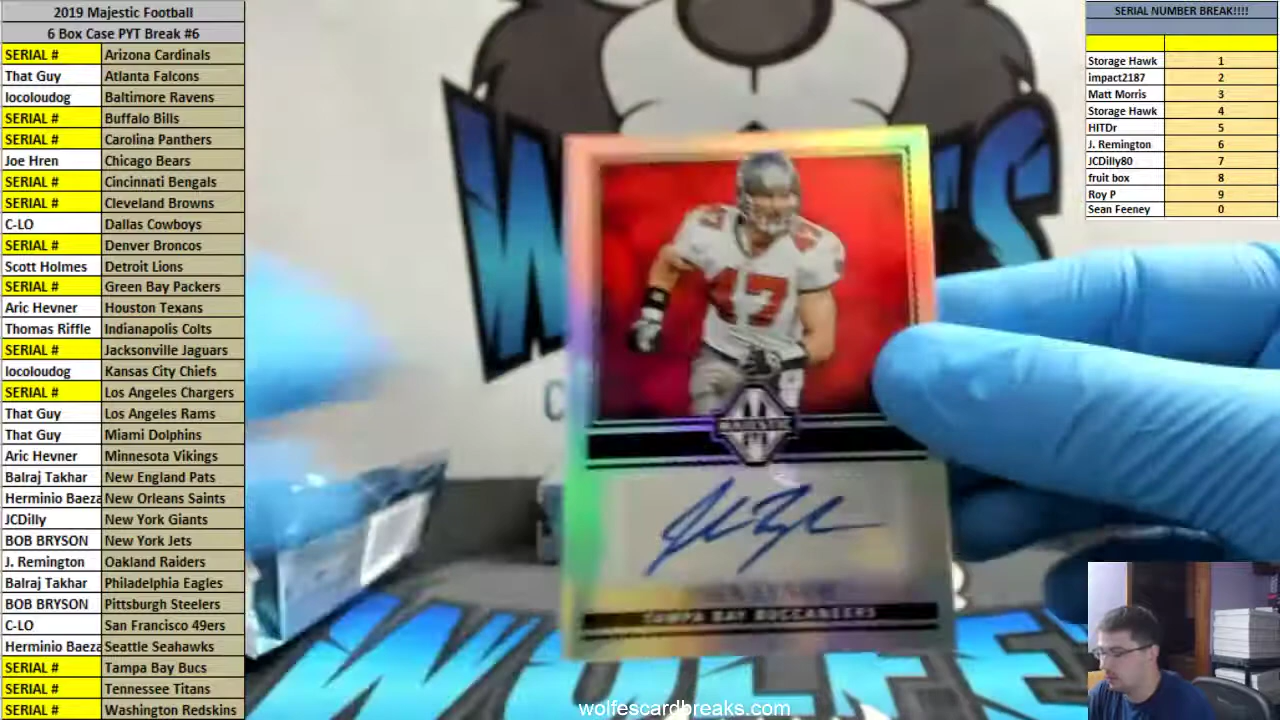 2019 Majestic Football
6 Box Case PYT Break #6
SERIAL # Arizona Cardinals
That Guy Atlanta Falcons
locoloudog Baltimore Ravens
SERIAL # Buffalo Bills
SERIAL # Carolina Panthers
Joe Hren Chicago Bears
SERIAL # Cincinnati Bengals
SERIAL # Cleveland Browns
C-LO Dallas Cowboys
SERIAL # Denver Broncos
Scott Holmes Detroit Lions
SERIAL # Green Bay Packers
Aric Hevner Houston Texans
Thomas Riffle Indianapolis Colts
SERIAL # Jacksonville Jaguars
locoloudog Kansas City Chiefs
SERIAL # Los Angeles Chargers
That Guy Los Angeles Rams
That Guy Miami Dolphins
Aric Hevner Minnesota Vikings
Balraj Takhar New England Pats
Herminio Baeza New Orleans Saints
JCDilly New York Giants
BOB BRYSON New York Jets
J. Remington Oakland Raiders
Balraj Takhar Philadelphia Eagles
BOB BRYSON Pittsburgh Steelers
C-LO San Francisco 49ers
Herminio Baeza Seattle Seahawks
SERIAL # Tampa Bay Bucs
SERIAL # Tennessee Titans
SERIAL # Washington Redskins
47
MAJESTIC
TAMPA BAY BUCCANEERS
WOLFE
wolfescardbreaks.com
SERIAL NUMBER BREAK!!!!
Storage Hawk 1
impact2187 2
Matt Morris 3
Storage Hawk 4
HITDr 5
J. Remington 6
JCDilly80 7
fruit box 8
Roy P 9
Sean Feeney 0